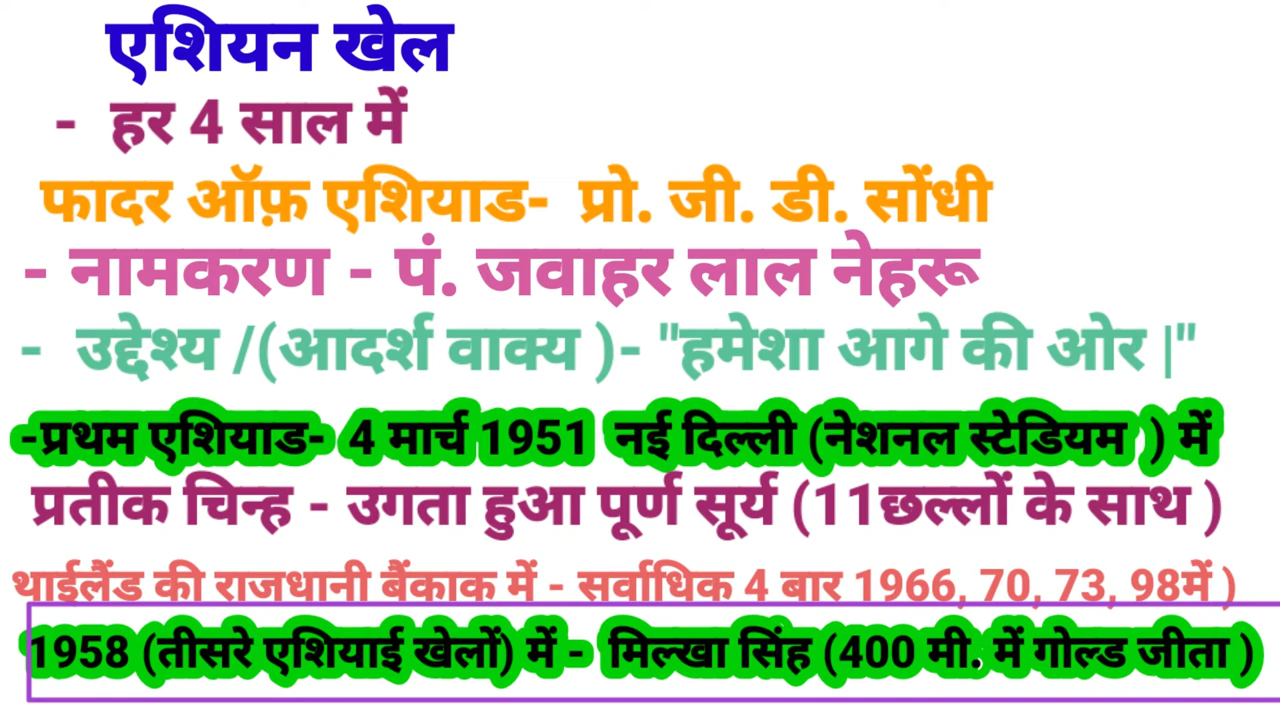 एशियन खेल
- हर 4 साल में
फादर ऑफ़ एशियाड- प्रो. जी. डी. सोंधी
- नामकरण - पं. जवाहर लाल नेहरू
- उद्देश्य /(आदर्श वाक्य )- "हमेशा आगे की ओर |"
-प्रथम एशियाड- 4 मार्च 1951 नई दिल्ली (नेशनल स्टेडियम ) में
प्रतीक चिन्ह - उगता हुआ पूर्ण सूर्य (11छल्लों के साथ )
थाईलैंड की राजधानी बैंकाक में - सर्वाधिक 4 बार 1966, 70, 73, 98में )
1958 (तीसरे एशियाई खेलों) में - मिल्खा सिंह (400 मी. में गोल्ड जीता )